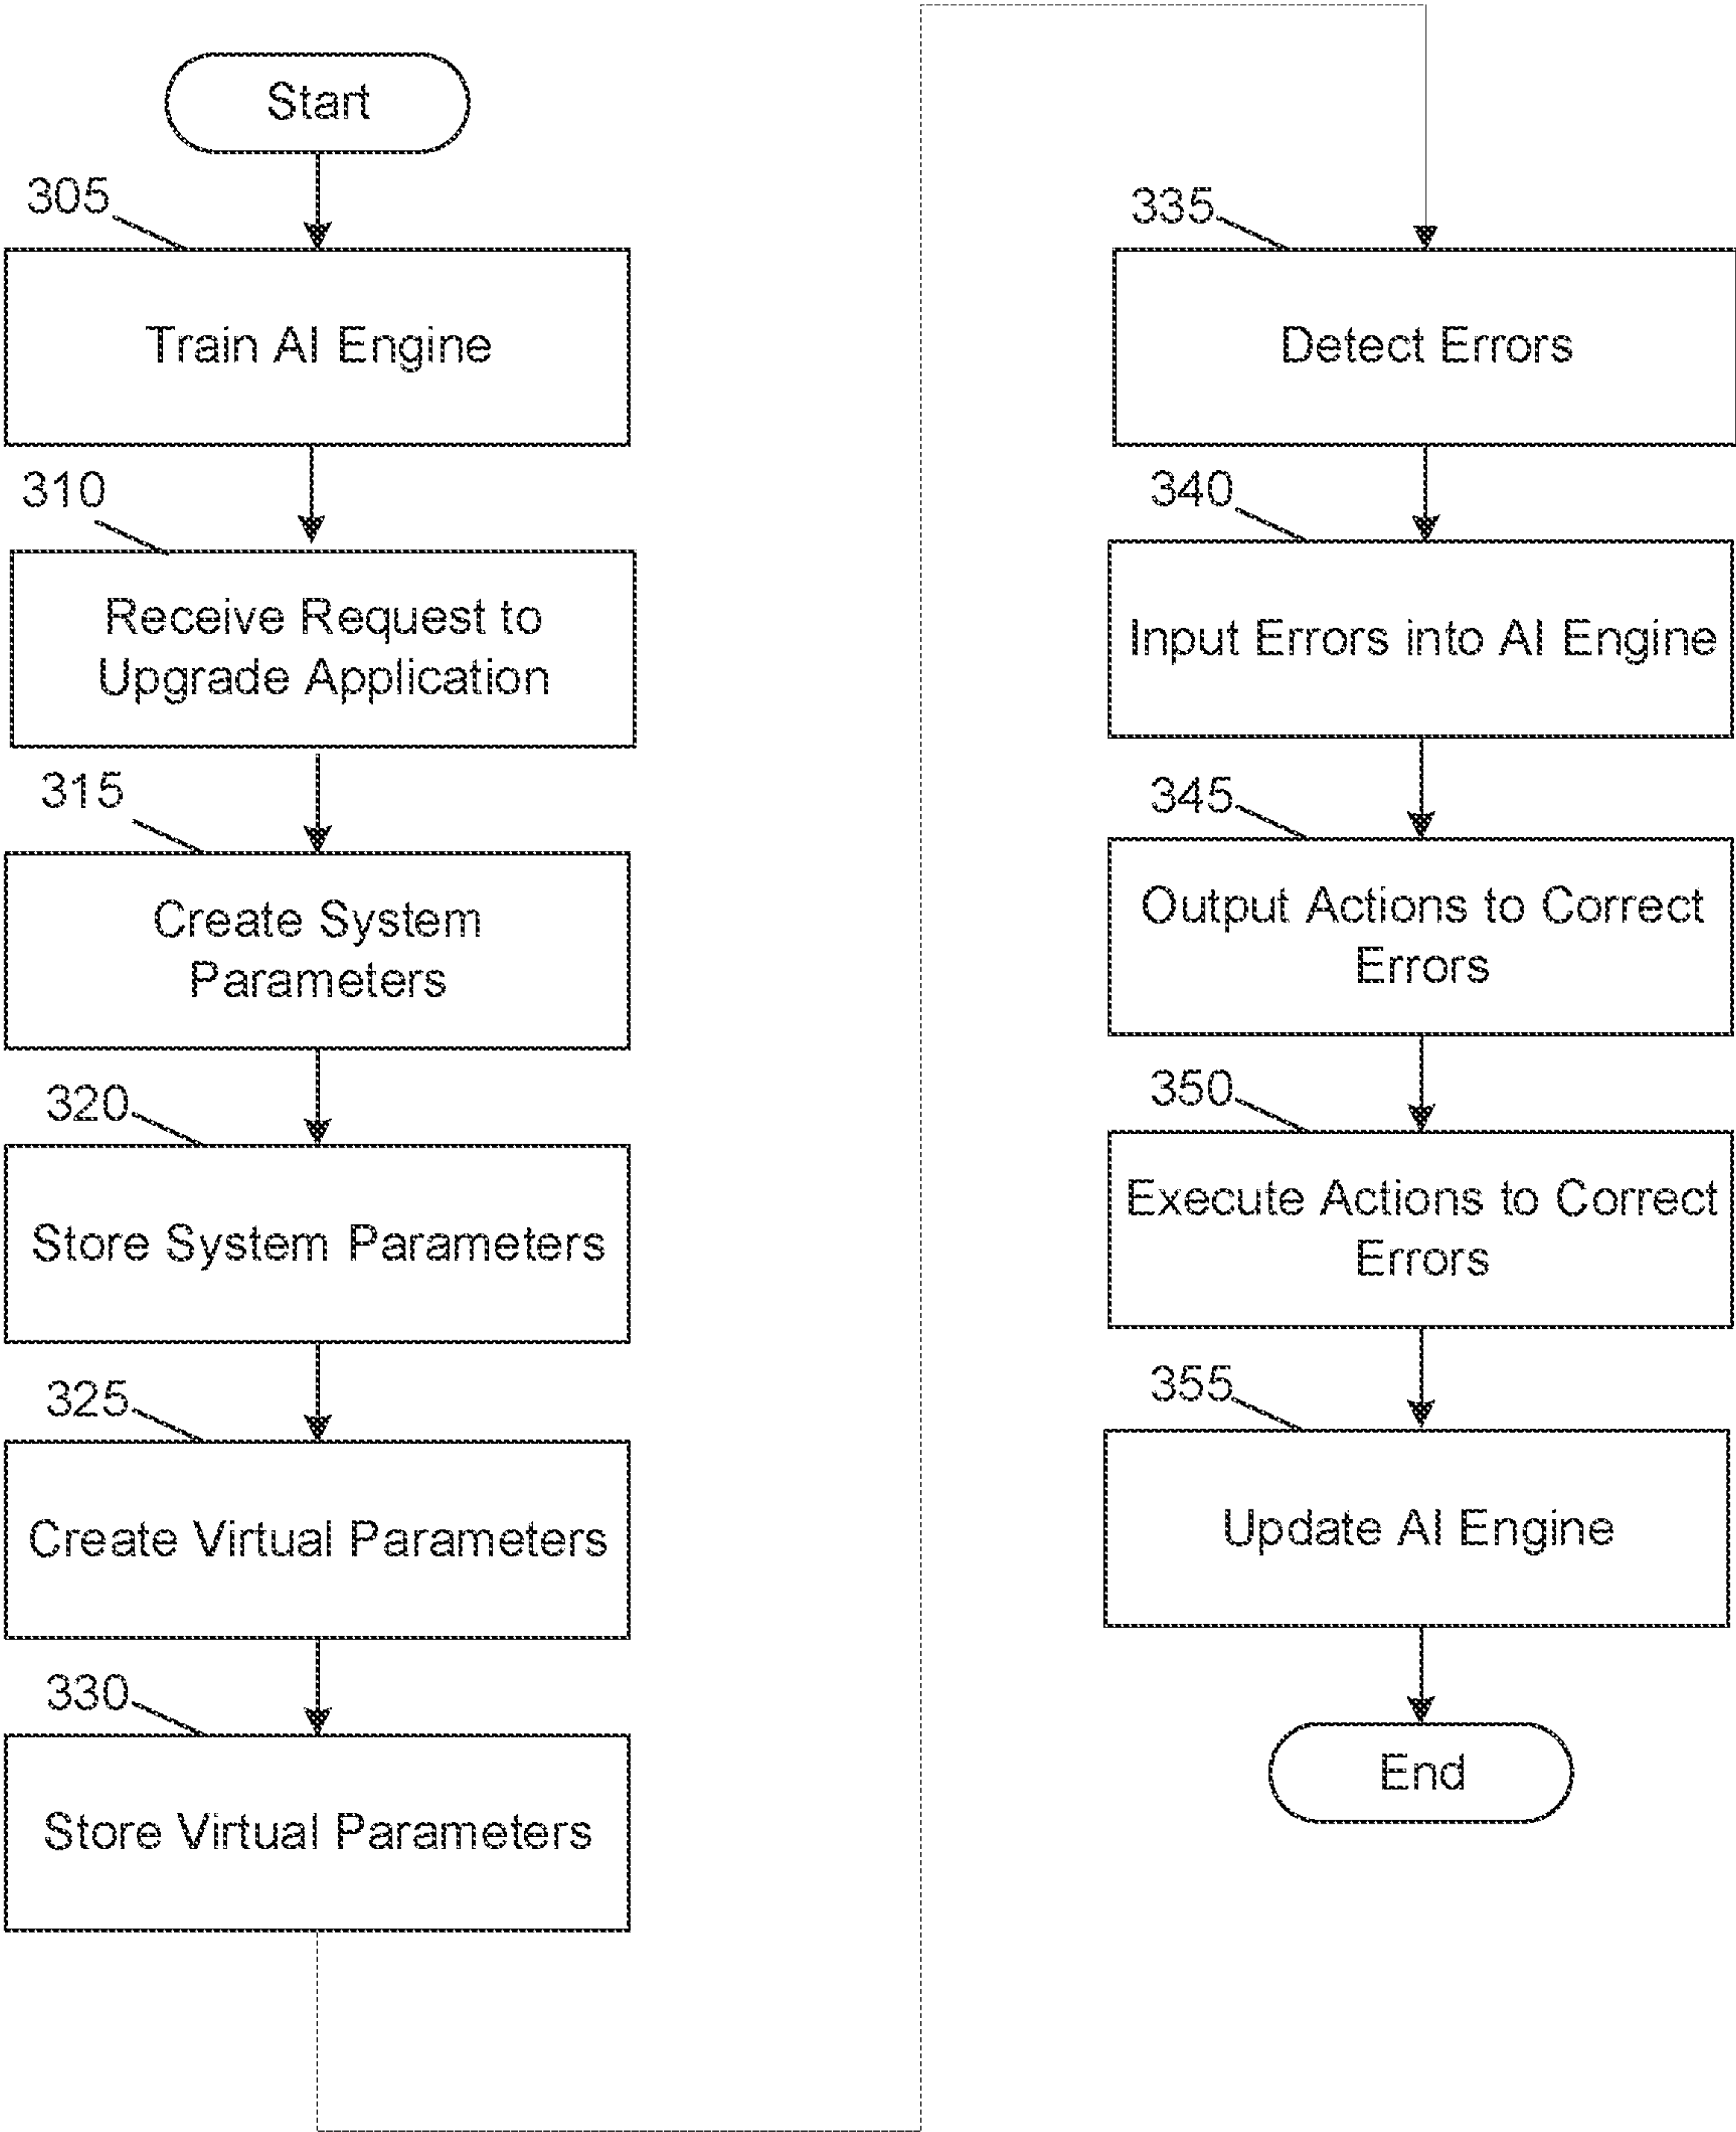 Start
305
Train AI Engine
310
Receive Request to
Upgrade Application
315
Create System
Parameters
320
Store System Parameters
325
Create Virtual Parameters
330
Store Virtual Parameters
335
Detect Errors
340
Input Errors into AI Engine
345
Output Actions to Correct
Errors
350
Execute Actions to Correct
Errors
355
Update AI Engine
End